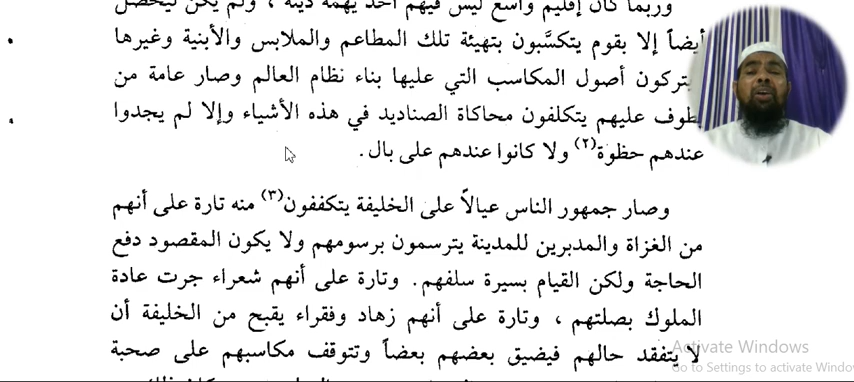 وربما كان إقليم واسع ليس فيهم أحد يهمه دينه ، ولم يكن ليحصل
أيضاً إلا بقوم يتكسَّبون بتهيئة تلك المطاعم والملابس والأبنية وغيرها
يتركون أصول المكاسب التي عليها بناء نظام العالم وصار عامة من
يطوف عليهم يتكلفون محاكاة الصناديد في هذه الأشياء وإلا لم يجدوا
عندهم حظوة(٢) ولا كانوا عندهم على بال .
وصار جمهور الناس عيالاً على الخليفة يتكففون(٣) منه تارة على أنهم
من الغزاة والمدبرين للمدينة يترسمون برسومهم ولا يكون المقصود دفع
الحاجة ولكن القيام بسيرة سلفهم . وتارة على أنهم شعراء جرت عادة
الملوك بصلتهم ، وتارة على أنهم زهاد وفقراء يقبح من الخليفة أن
لا يتفقد حالهم فيضيق بعضهم بعضاً وتتوقف مكاسبهم على صحبة
Activate Windows
Go to Settings to activate Windo